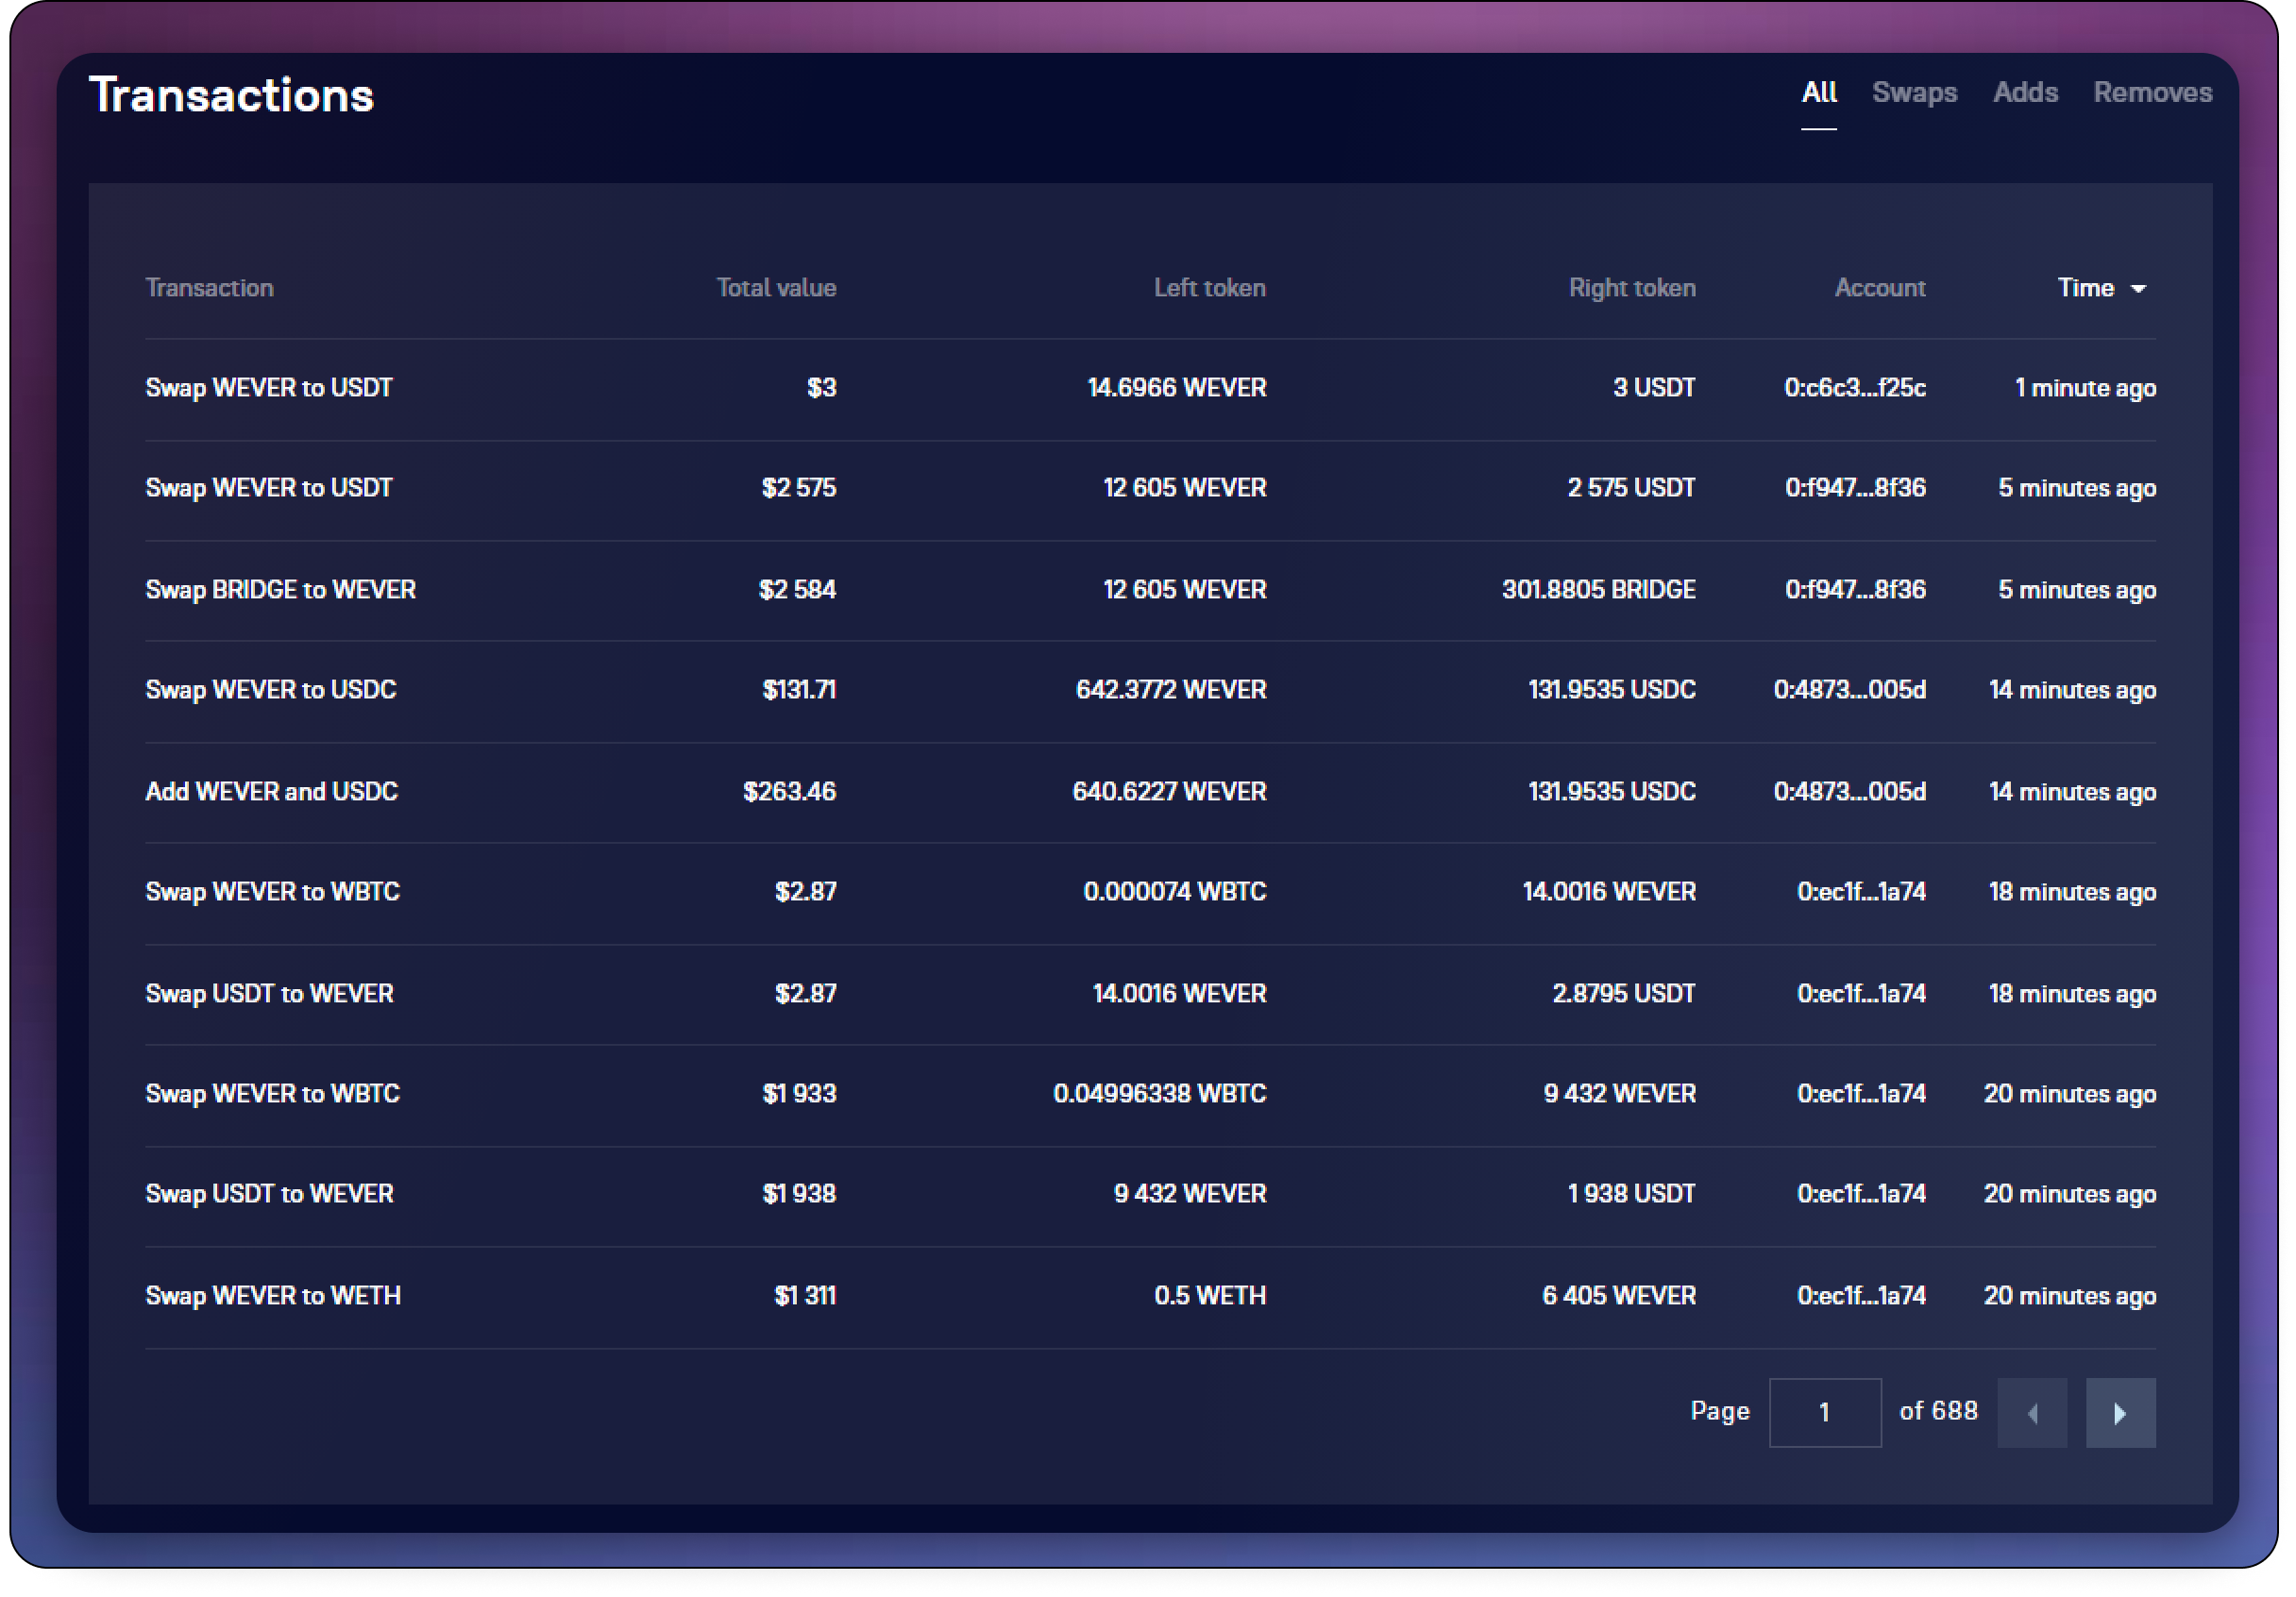 Transactions All Swaps Adds Removes
Transaction Total value Left token Right token Account Time
Swap WEVER to USDT $3 14.6966 WEVER 3 USDT 0:c6c3...f25c 1 minute ago
Swap WEVER to USDT $2 575 12 605 WEVER 2 575 USDT 0:f947...8f36 5 minutes ago
Swap BRIDGE to WEVER $2 584 12 605 WEVER 301.8805 BRIDGE 0:f947...8f36 5 minutes ago
Swap WEVER to USDC $131.71 642.3772 WEVER 131.9535 USDC 0:4873...005d 14 minutes ago
Add WEVER and USDC $263.46 640.6227 WEVER 131.9535 USDC 0:4873...005d 14 minutes ago
Swap WEVER to WBTC $2.87 0.000074 WBTC 14.0016 WEVER 0:ec1f...1a74 18 minutes ago
Swap USDT to WEVER $2.87 14.0016 WEVER 2.8795 USDT 0:ec1f...1a74 18 minutes ago
Swap WEVER to WBTC $1 933 0.04996338 WBTC 9 432 WEVER 0:ec1f...1a74 20 minutes ago
Swap USDT to WEVER $1 938 9 432 WEVER 1 938 USDT 0:ec1f...1a74 20 minutes ago
Swap WEVER to WETH $1 311 0.5 WETH 6 405 WEVER 0:ec1f...1a74 20 minutes ago
Page 1 of 688